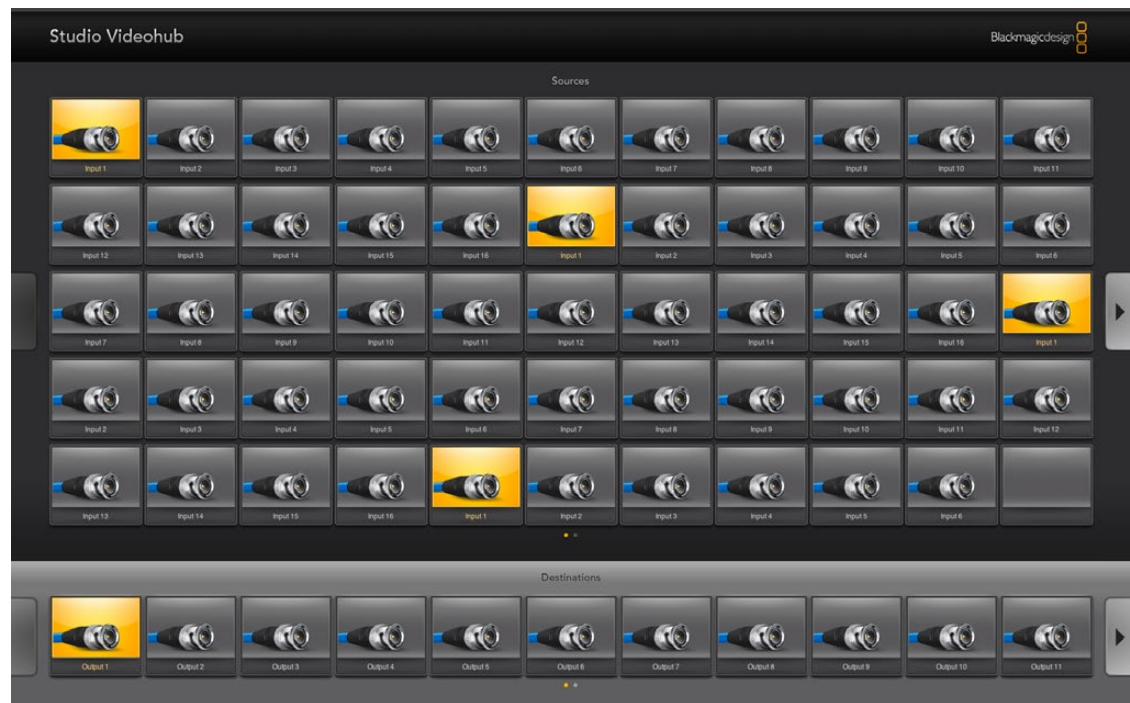 Studio Videohub
Blackmagicdesign
Sources
Input 1 Input 2 Input 3 Input 4 Input 5 Input 6 Input 7 Input 8 Input 9 Input 10 Input 11
Input 12 Input 13 Input 14 Input 15 Input 16 Input 1 Input 2 Input 3 Input 4 Input 5 Input 6
Input 7 Input 8 Input 9 Input 10 Input 11 Input 12 Input 13 Input 14 Input 15 Input 16 Input 1
Input 2 Input 3 Input 4 Input 5 Input 6 Input 7 Input 8 Input 9 Input 10 Input 11 Input 12
Input 13 Input 14 Input 15 Input 16 Input 1 Input 2 Input 3 Input 4 Input 5 Input 6
Destinations
Output 1 Output 2 Output 3 Output 4 Output 5 Output 6 Output 7 Output 8 Output 9 Output 10 Output 11